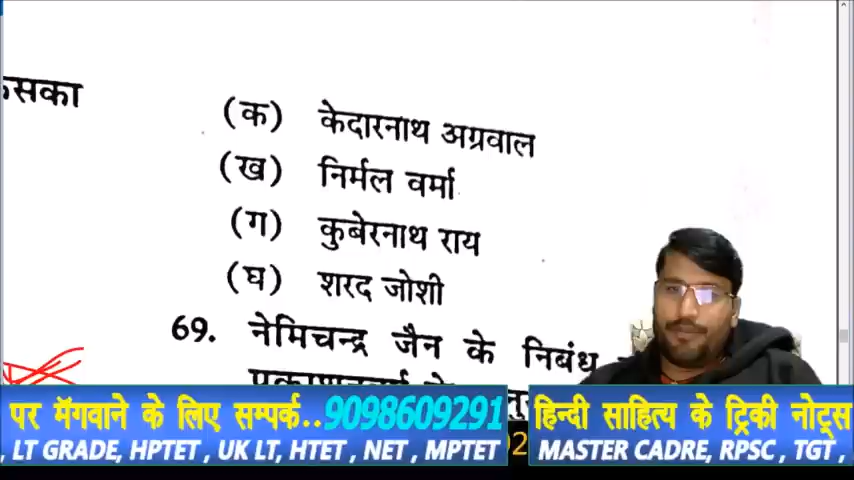 (क) केदारनाथ अग्रवाल
(ख) निर्मल वर्मा
(ग) कुबेरनाथ राय
(घ) शरद जोशी
69. नेमिचन्द्र जैन के निबंध
पर मॅगवाने के लिए सम्पर्क..9098609291
हिन्दी साहित्य के ट्रिकी नोट्स
, LT GRADE, HPTET , UK LT, HTET , NET , MPTET
MASTER CADRE, RPSC , TGT ,